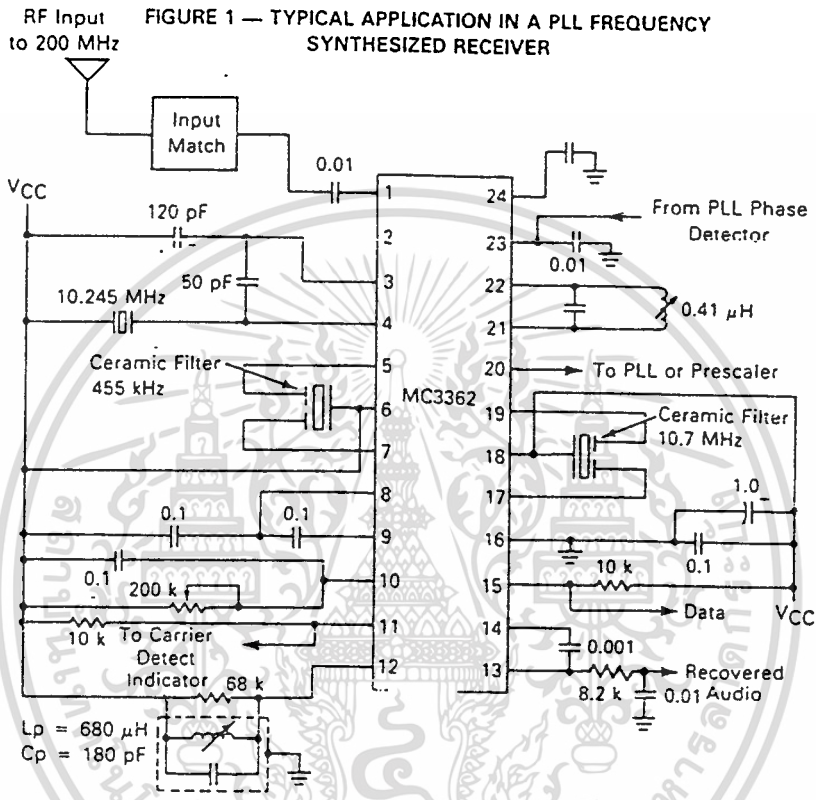 RF Input
to 200 MHz
FIGURE 1 — TYPICAL APPLICATION IN A PLL FREQUENCY
SYNTHESIZED RECEIVER
Input
Match
0.01
1
24
VCC
120 pF
2
23
From PLL Phase
Detector
0.01
50 pF
3
22
10.245 MHz
4
21
0.41 μH
Ceramic Filter
455 kHz
5
20
To PLL or Prescaler
MC3362
6
19
Ceramic Filter
10.7 MHz
7
18
8
17
0.1
0.1
9
16
1.0
0.1
0.1
10
15
10 k
200 k
Data
VCC
10 k
11
14
To Carrier
Detect
Indicator
0.001
12
13
Recovered
Audio
68 k
8.2 k
0.01
Lp = 680 μH
Cp = 180 pF